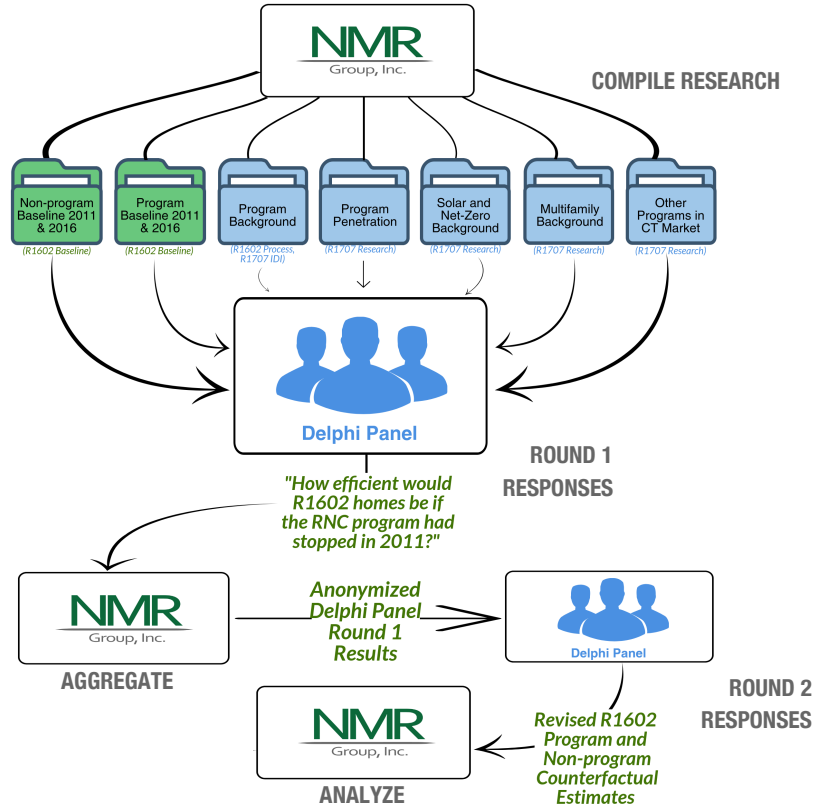 NMR
Group, Inc.
COMPILE RESEARCH
Non-program
Baseline 2011
& 2016
(R1602 Baseline)
Program
Baseline 2011
& 2016
(R1602 Baseline)
Program
Background
(R1602 Process,
R1707 IDI)
Program
Penetration
(R1707 Research)
Solar and
Net-Zero
Background
(R1707 Research)
Multifamily
Background
(R1707 Research)
Other
Programs in
CT Market
(R1707 Research)
Delphi Panel
ROUND 1
RESPONSES
"How efficient would
R1602 homes be if
the RNC program had
stopped in 2011?"
NMR
Group, Inc.
AGGREGATE
Anonymized
Delphi Panel
Round 1
Results
Delphi Panel
ROUND 2
RESPONSES
Revised R1602
Program and
Non-program
Counterfactual
Estimates
NMR
Group, Inc.
ANALYZE